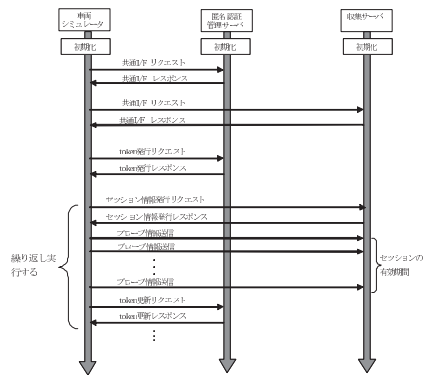 車両
シミュレータ
匿名認証
管理サーバ
収集サーバ
初期化
初期化
初期化
共通I/F リクエスト
共通I/F レスポンス
共通I/F リクエスト
共通I/F レスポンス
token発行リクエスト
token発行レスポンス
セッション情報発行リクエスト
セッション情報発行レスポンス
プローブ情報送信
プローブ情報送信
プローブ情報送信
token更新リクエスト
token更新レスポンス
繰り返し実
行する
セッションの
有効期間